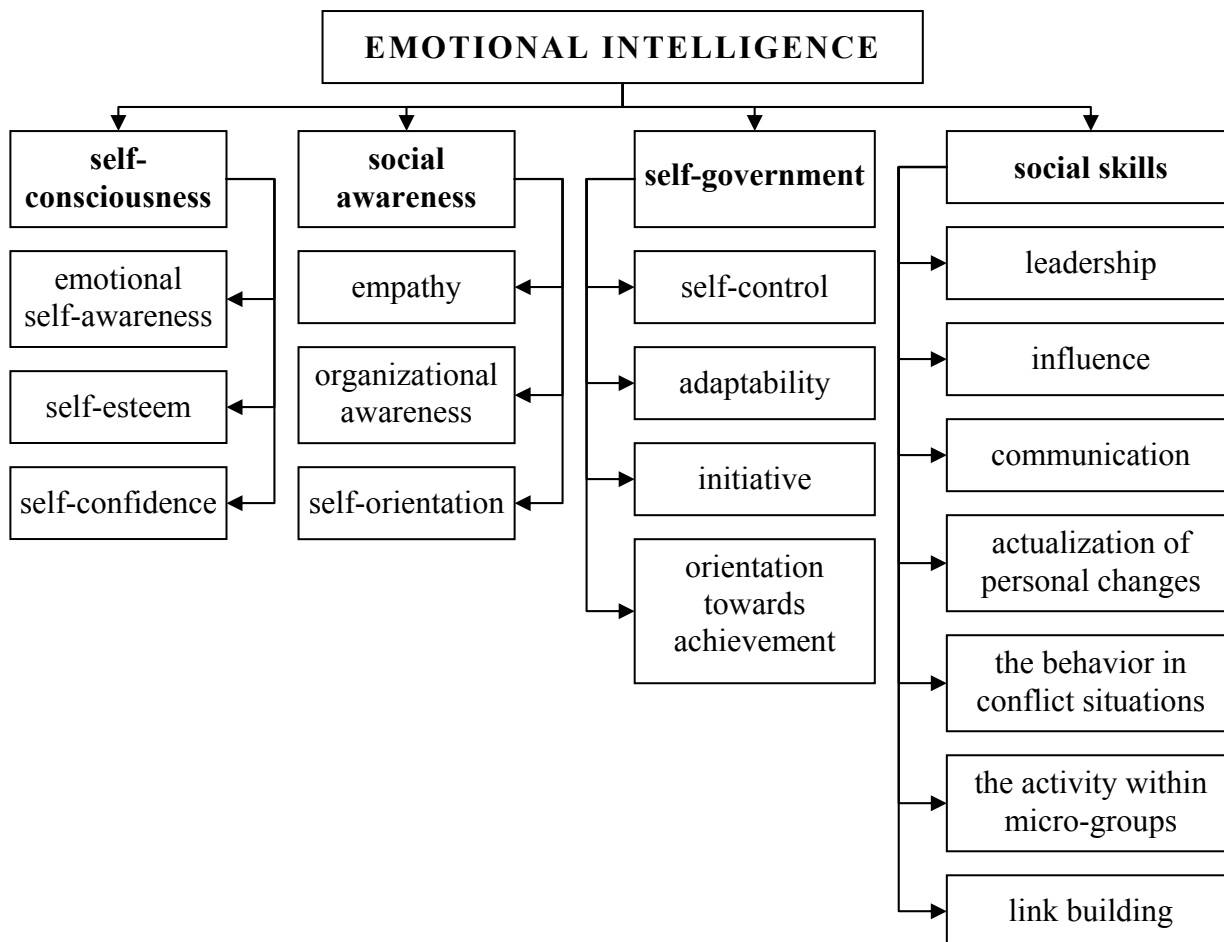 EMOTIONAL INTELLIGENCE
self-
consciousness
emotional
self-awareness
self-esteem
self-confidence
social
awareness
empathy
organizational
awareness
self-orientation
self-government
self-control
adaptability
initiative
orientation
towards
achievement
social skills
leadership
influence
communication
actualization of
personal changes
the behavior in
conflict situations
the activity within
micro-groups
link building